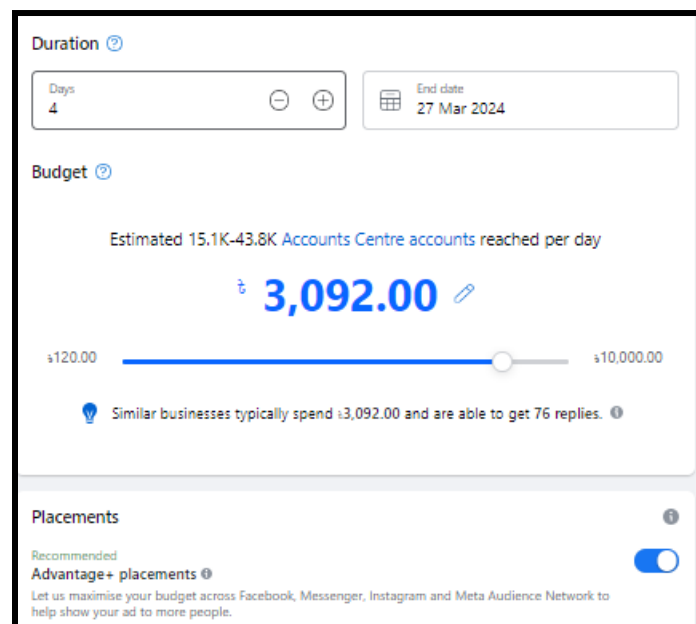 Duration
Days
4
End date
27 Mar 2024
Budget
Estimated 15.1K-43.8K Accounts Centre accounts reached per day
৳ 3,092.00
৳120.00
৳10,000.00
Similar businesses typically spend ৳3,092.00 and are able to get 76 replies.
Placements
Recommended
Advantage+ placements
Let us maximise your budget across Facebook, Messenger, Instagram and Meta Audience Network to
help show your ad to more people.